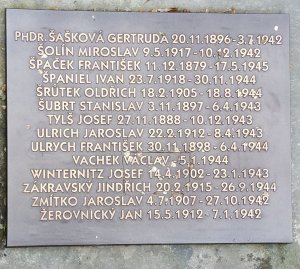 PHDR. ŠAŠKOVÁ GERTRUDA 20.11.1896 - 3.7.1942
ŠOLÍN MIROSLAV 9.5.1917 - 10.12.1942
ŠPAČEK FRANTIŠEK 11.12.1879 - 17.5.1945
ŠPANIEL IVAN 23.7.1918 - 30.11.1944
ŠRŮTEK OLDŘICH 18.2.1905 - 18.8.1944
ŠUBRT STANISLAV 3.11.1897 - 6.4.1943
TYLŠ JOSEF 27.11.1888 - 10.12.1943
ULRICH JAROSLAV 22.2.1912 - 8.4.1943
ULRYCH FRANTIŠEK 30.11.1898 - 6.4.1944
VACHEK VÁCLAV - 5.1.1944
WINTERNITZ JOSEF 14.4.1902 - 23.1.1943
ZÁKRAVSKÝ JINDŘICH 20.2.1915 - 26.9.1944
ZMÍTKO JAROSLAV 4.7.1907 - 27.10.1942
ŽEROVNICKÝ JAN 15.5.1912 - 7.1.1942